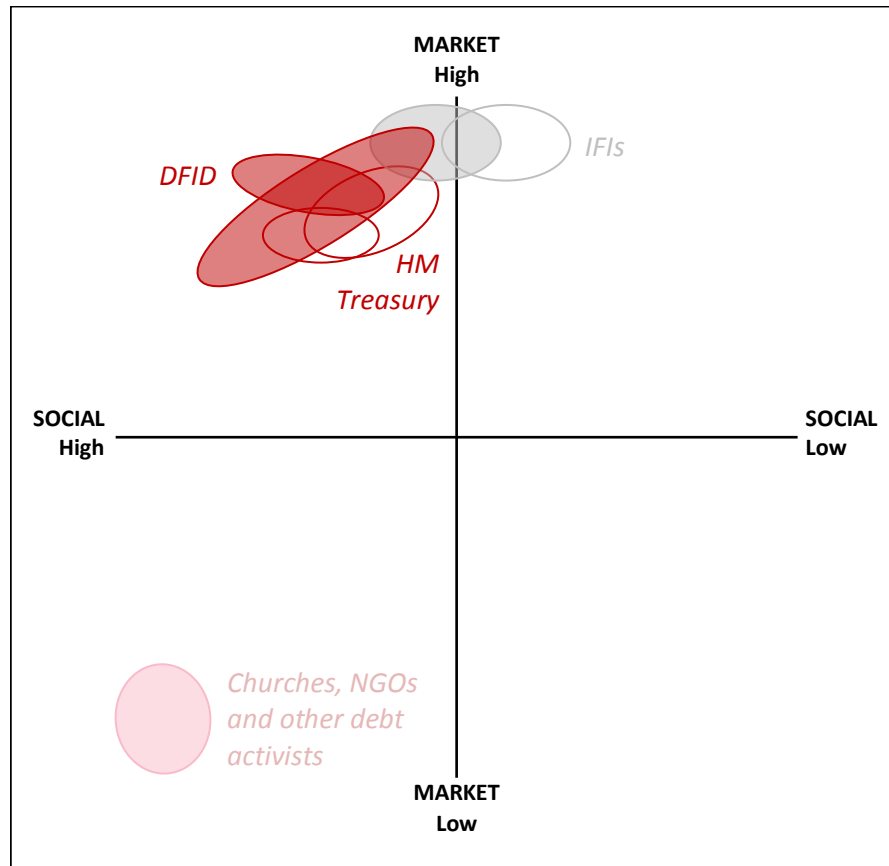 MARKET
High
IFIs
DFID
HM
Treasury
SOCIAL
High
SOCIAL
Low
Churches, NGOs
and other debt
activists
MARKET
Low